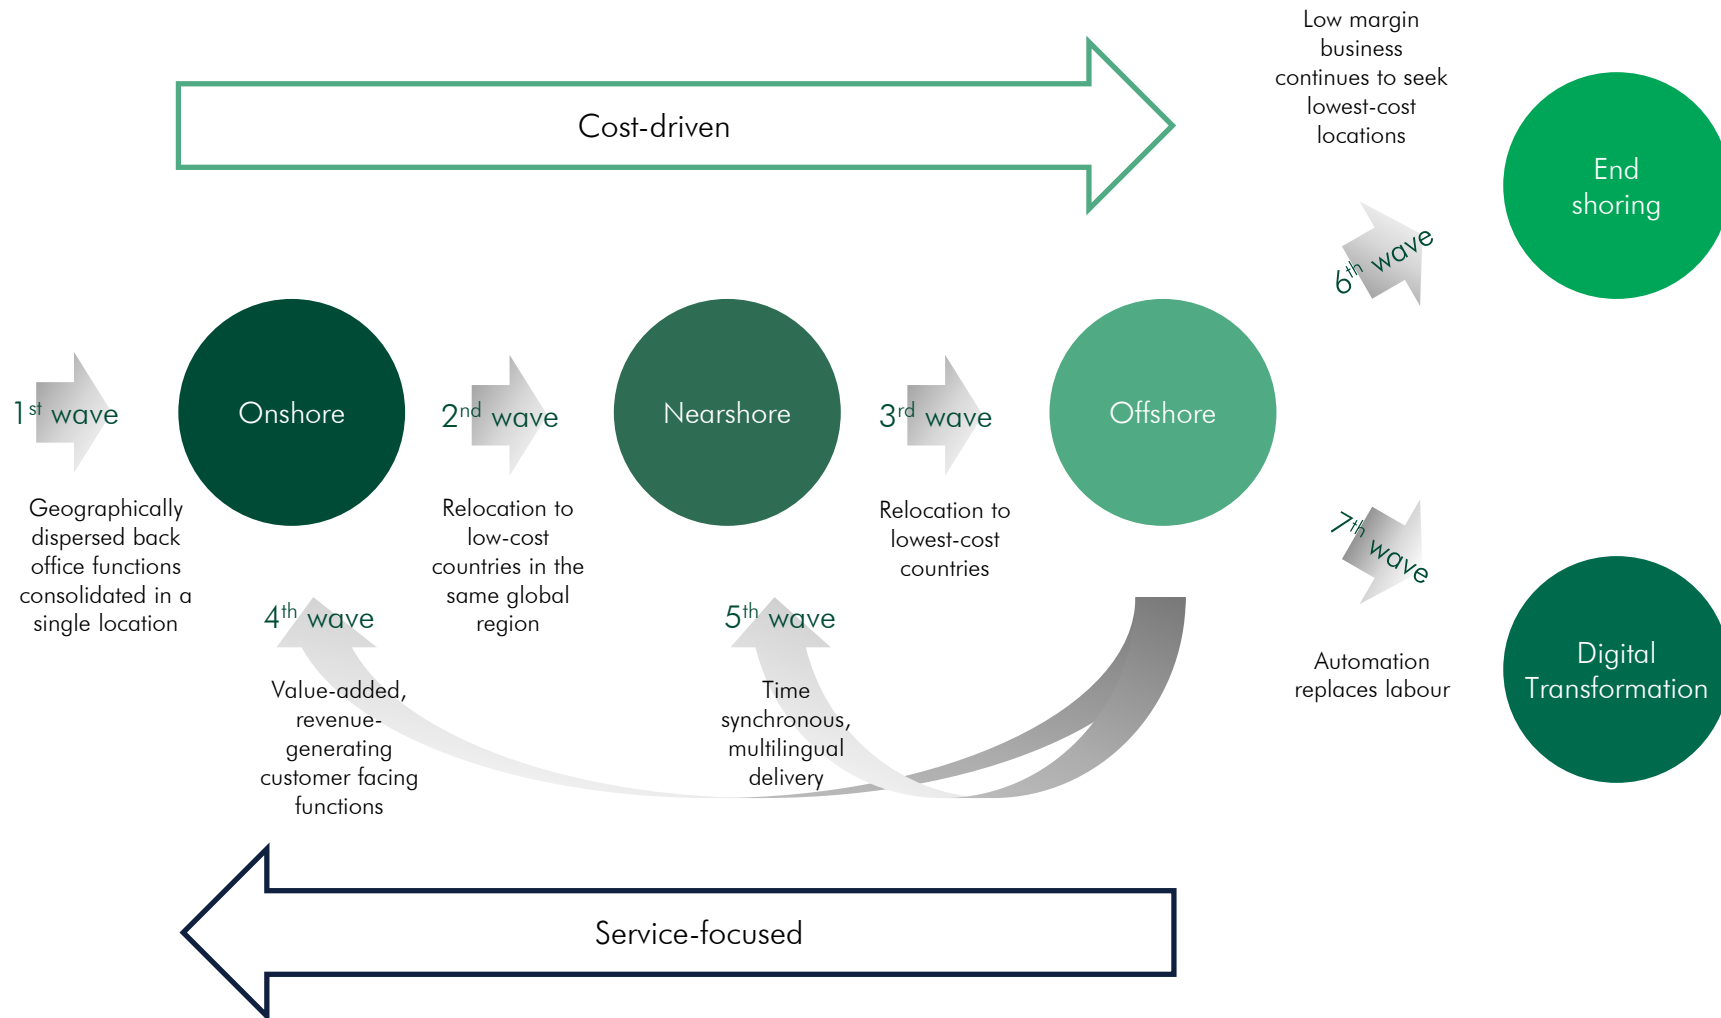 Cost-driven
Low margin
business
continues to seek
lowest-cost
locations
End
shoring
6th wave
1st wave
Onshore
2nd wave
Nearshore
3rd wave
Offshore
Geographically
dispersed back
office functions
consolidated in a
single location
Relocation to
low-cost
countries in the
same global
region
Relocation to
lowest-cost
countries
7th wave
4th wave
Value-added,
revenue-
generating
customer facing
functions
5th wave
Time
synchronous,
multilingual
delivery
Automation
replaces labour
Digital
Transformation
Service-focused